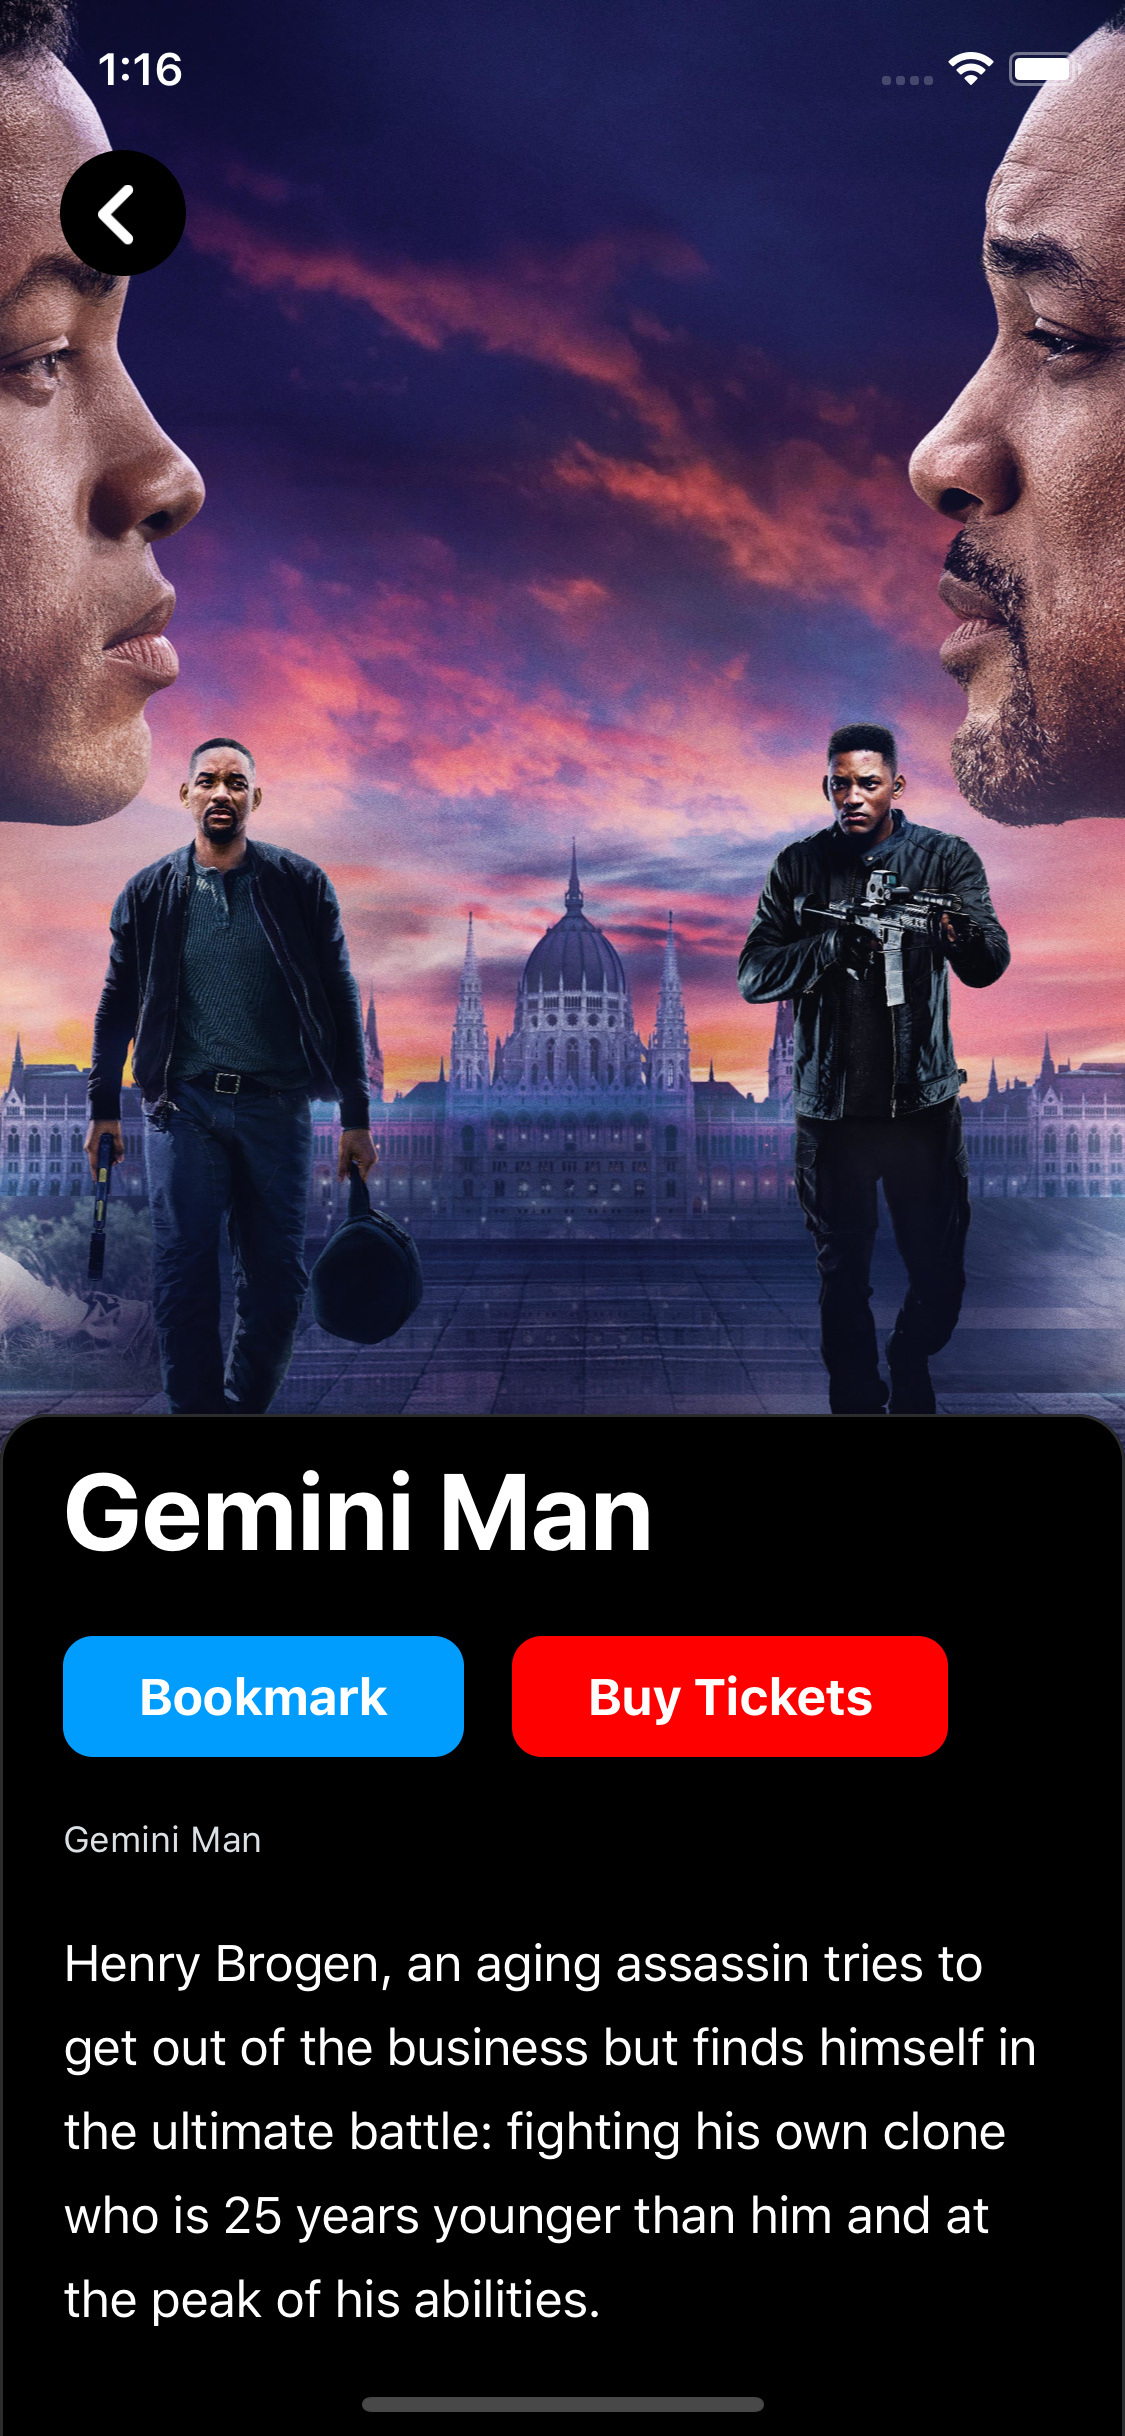 1:16
Gemini Man
Bookmark
Buy Tickets
Gemini Man
Henry Brogen, an aging assassin tries to
get out of the business but finds himself in
the ultimate battle: fighting his own clone
who is 25 years younger than him and at
the peak of his abilities.